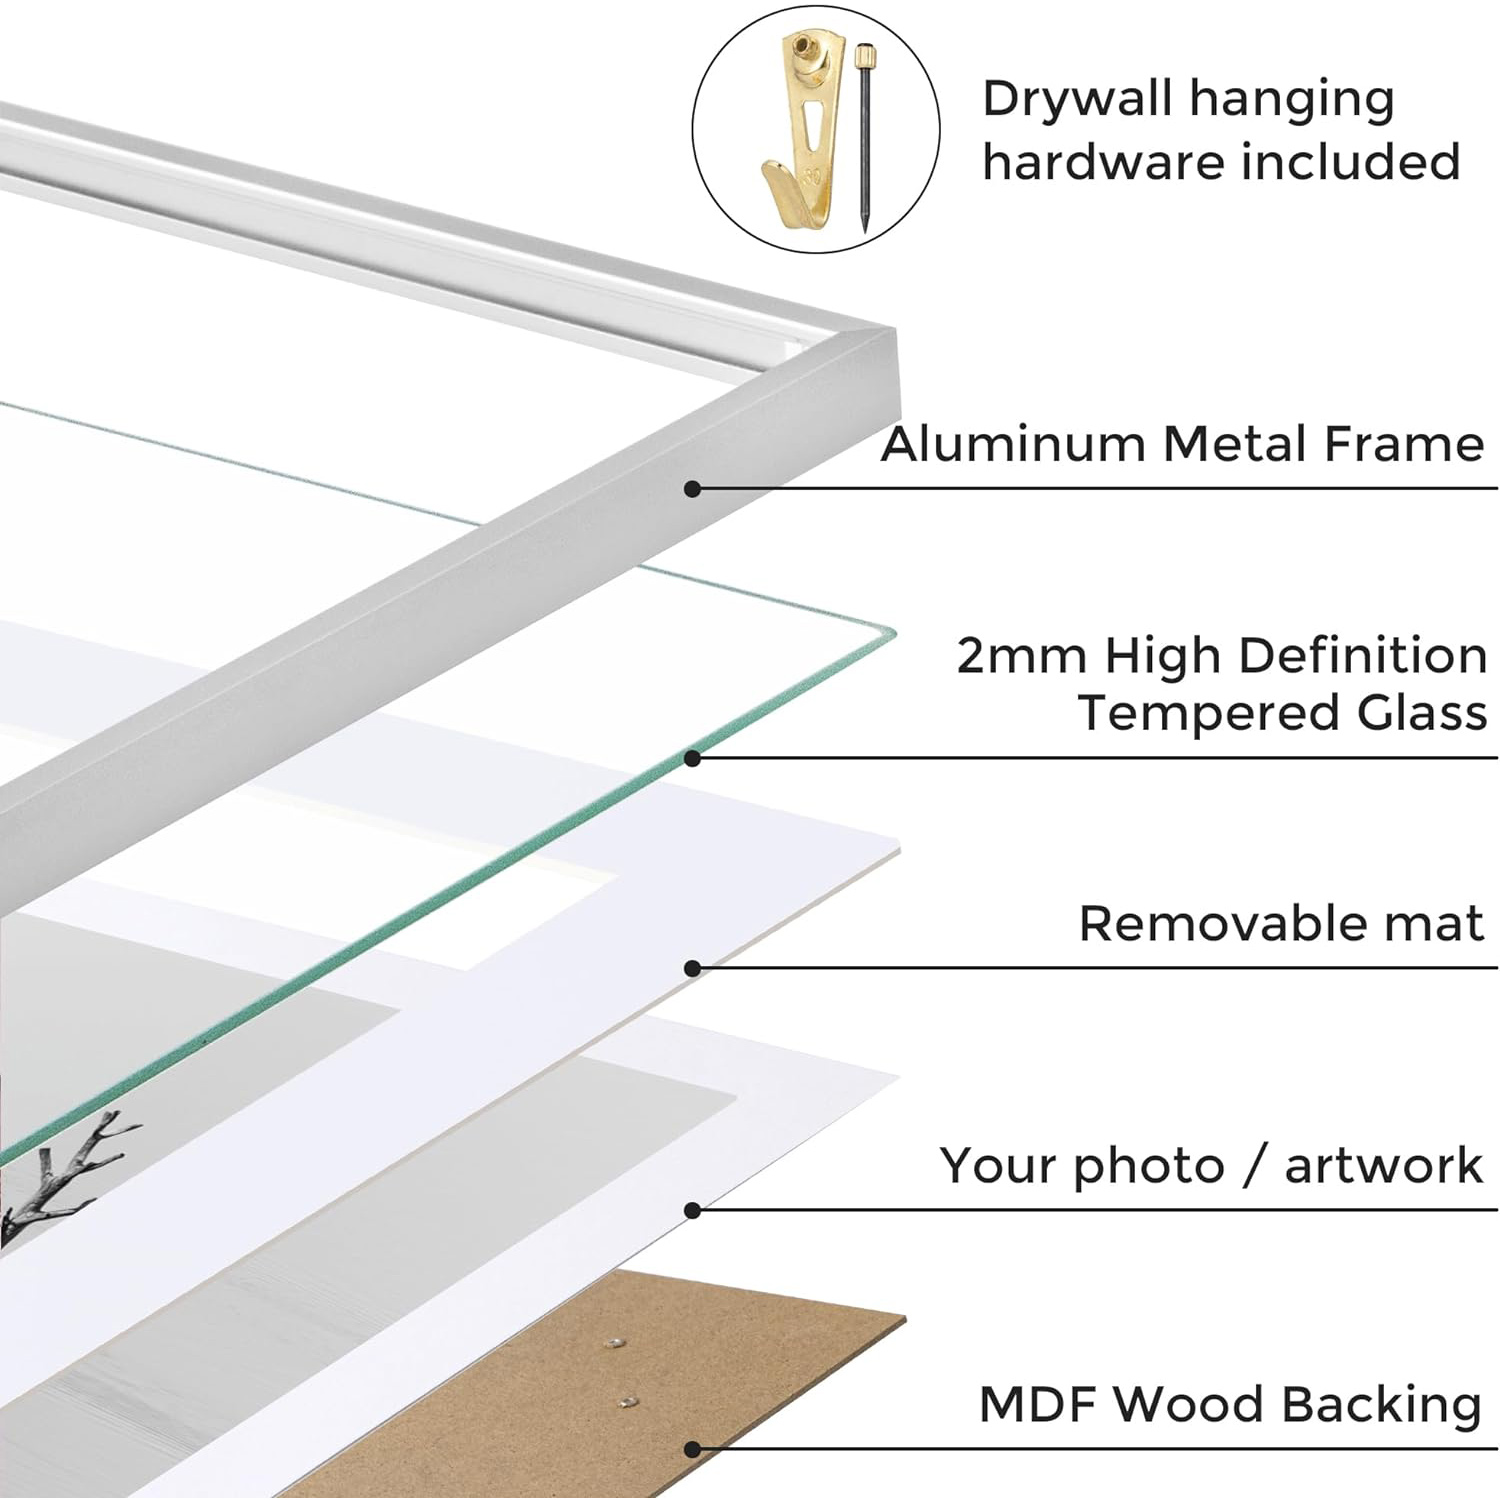 Drywall hanging
hardware included
Aluminum Metal Frame
2mm High Definition
Tempered Glass
Removable mat
Your photo / artwork
MDF Wood Backing